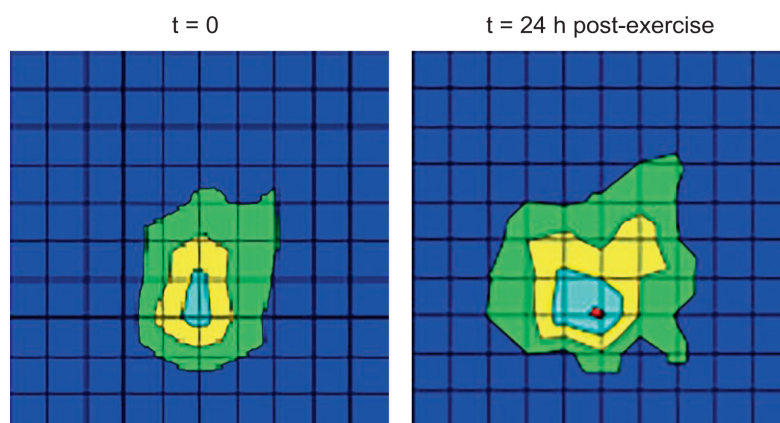 t = 0
t = 24 h post-exercise